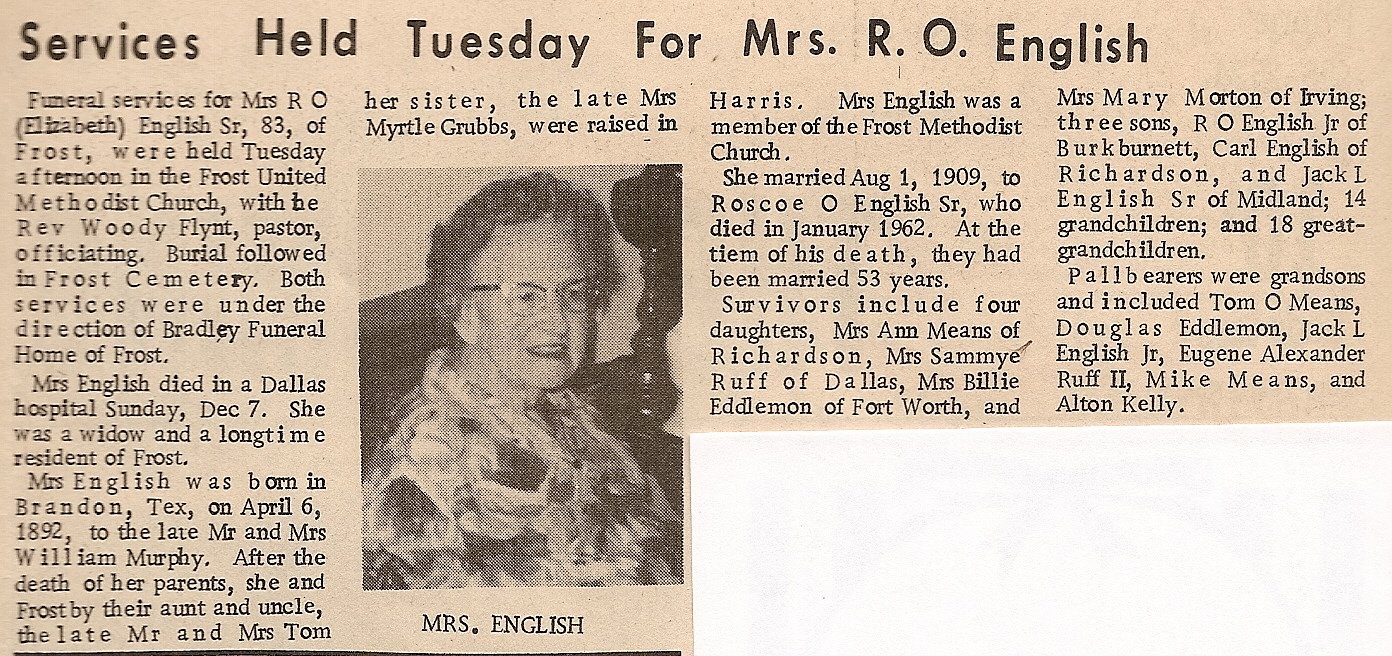 Services Held Tuesday For Mrs. R. O. English
Funeral services for Mrs R O
(Elizabeth) English Sr, 83, of
Frost, were held Tuesday
afternoon in the Frost United
Methodist Church, with he
Rev Woody Flynt, pastor,
officiating. Burial followed
in Frost Cemetery. Both
services were under the
direction of Bradley Funeral
Home of Frost.
Mrs English died in a Dallas
hospital Sunday, Dec 7. She
was a widow and a longtime
resident of Frost.
Mrs English was born in
Brandon, Tex, on April 6,
1892, to the late Mr and Mrs
William Murphy. After the
death of her parents, she and
Frost by their aunt and uncle,
the late Mr and Mrs Tom
her sister, the late Mrs
Myrtle Grubbs, were raised in
MRS. ENGLISH
Harris. Mrs English was a
member of the Frost Methodist
Church.
She married Aug 1, 1909, to
Roscoe O English Sr, who
died in January 1962. At the
tiem of his death, they had
been married 53 years.
Survivors include four
daughters, Mrs Ann Means of
Richardson, Mrs Sammye
Ruff of Dallas, Mrs Billie
Eddlemon of Fort Worth, and
Mrs Mary Morton of Irving;
three sons, R O English Jr of
Burkburnett, Carl English of
Richardson, and Jack L
English Sr of Midland; 14
grandchildren; and 18 great-
grandchildren.
Pallbearers were grandsons
and included Tom O Means,
Douglas Eddlemon, Jack L
English Jr, Eugene Alexander
Ruff II, Mike Means, and
Alton Kelly.